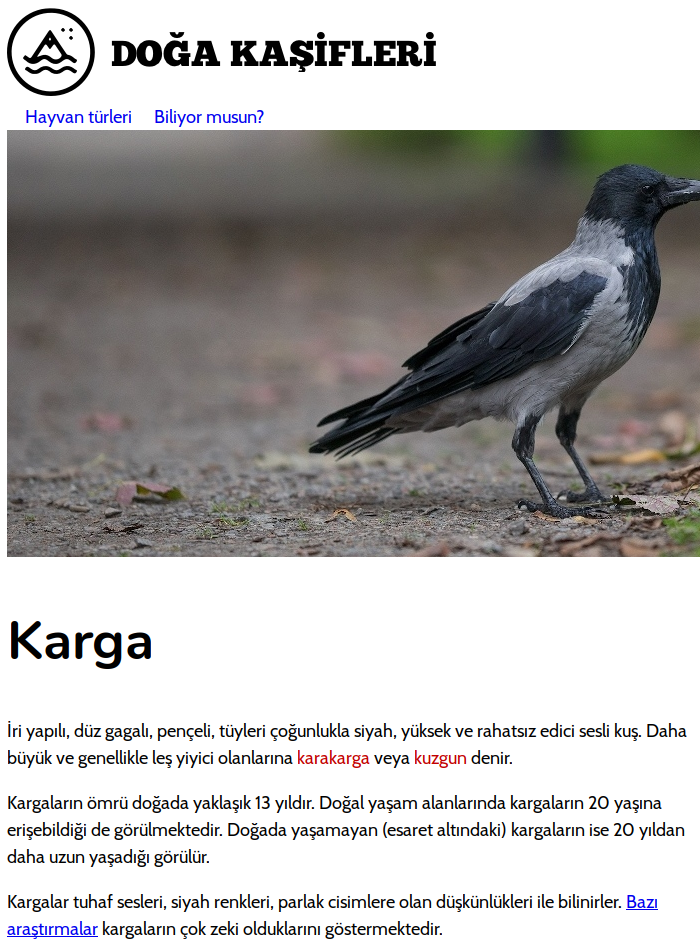 DOĞA KAŞİFLERİ
Hayvan türleri Biliyor musun?
Karga
İri yapılı, düz gagalı, pençeli, tüyleri çoğunlukla siyah, yüksek ve rahatsız edici sesli kuş. Daha
büyük ve genellikle leş yiyici olanlarına karakarga veya kuzgun denir.
Kargaların ömrü doğada yaklaşık 13 yıldır. Doğal yaşam alanlarında kargaların 20 yaşına
erişebildiği de görülmektedir. Doğada yaşamayan (esaret altındaki) kargaların ise 20 yıldan
daha uzun yaşadığı görülür.
Kargalar tuhaf sesleri, siyah renkleri, parlak cisimlere olan düşkünlükleri ile bilinirler. Bazı
araştırmalar kargaların çok zeki olduklarını göstermektedir.